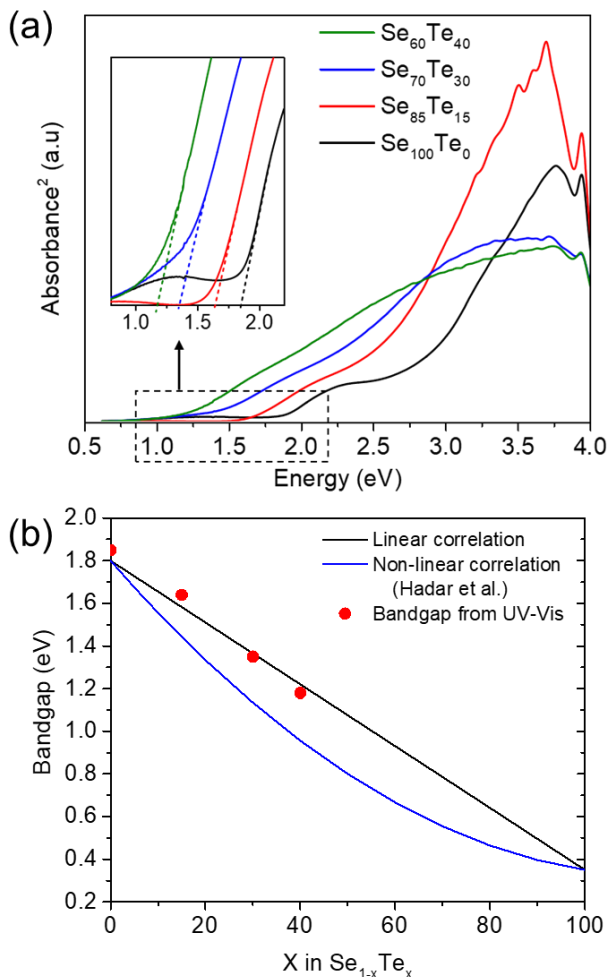 (a)
Se₆₀Te₄₀
Se₇₀Te₃₀
Se₈₅Te₁₅
Se₁₀₀Te₀
Absorbance² (a.u)
1.0 1.5 2.0
0.5 1.0 1.5 2.0 2.5 3.0 3.5 4.0
Energy (eV)
(b)
Linear correlation
Non-linear correlation
(Hadar et al.)
Bandgap from UV-Vis
Bandgap (eV)
2.0
1.8
1.6
1.4
1.2
1.0
0.8
0.6
0.4
0.2
0 20 40 60 80 100
X in Se₁₋ₓTeₓ